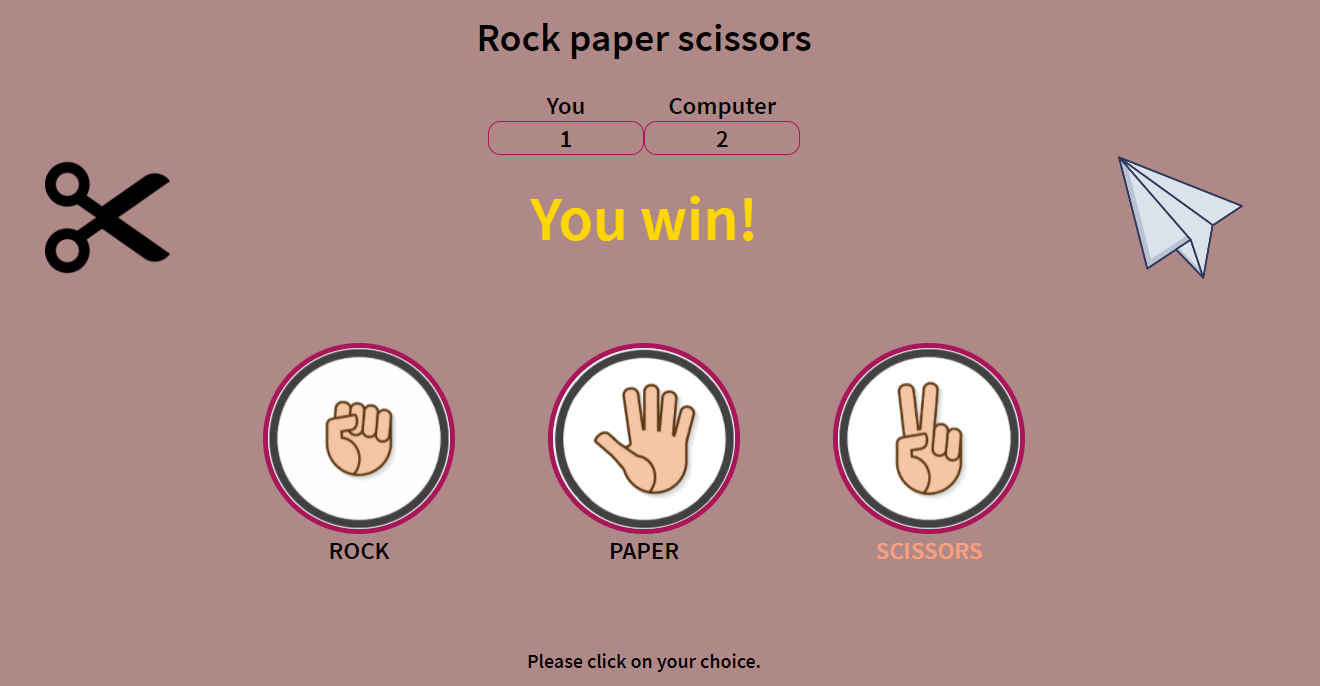 Rock paper scissors
You Computer
1 2
You win!
ROCK PAPER SCISSORS
Please click on your choice.